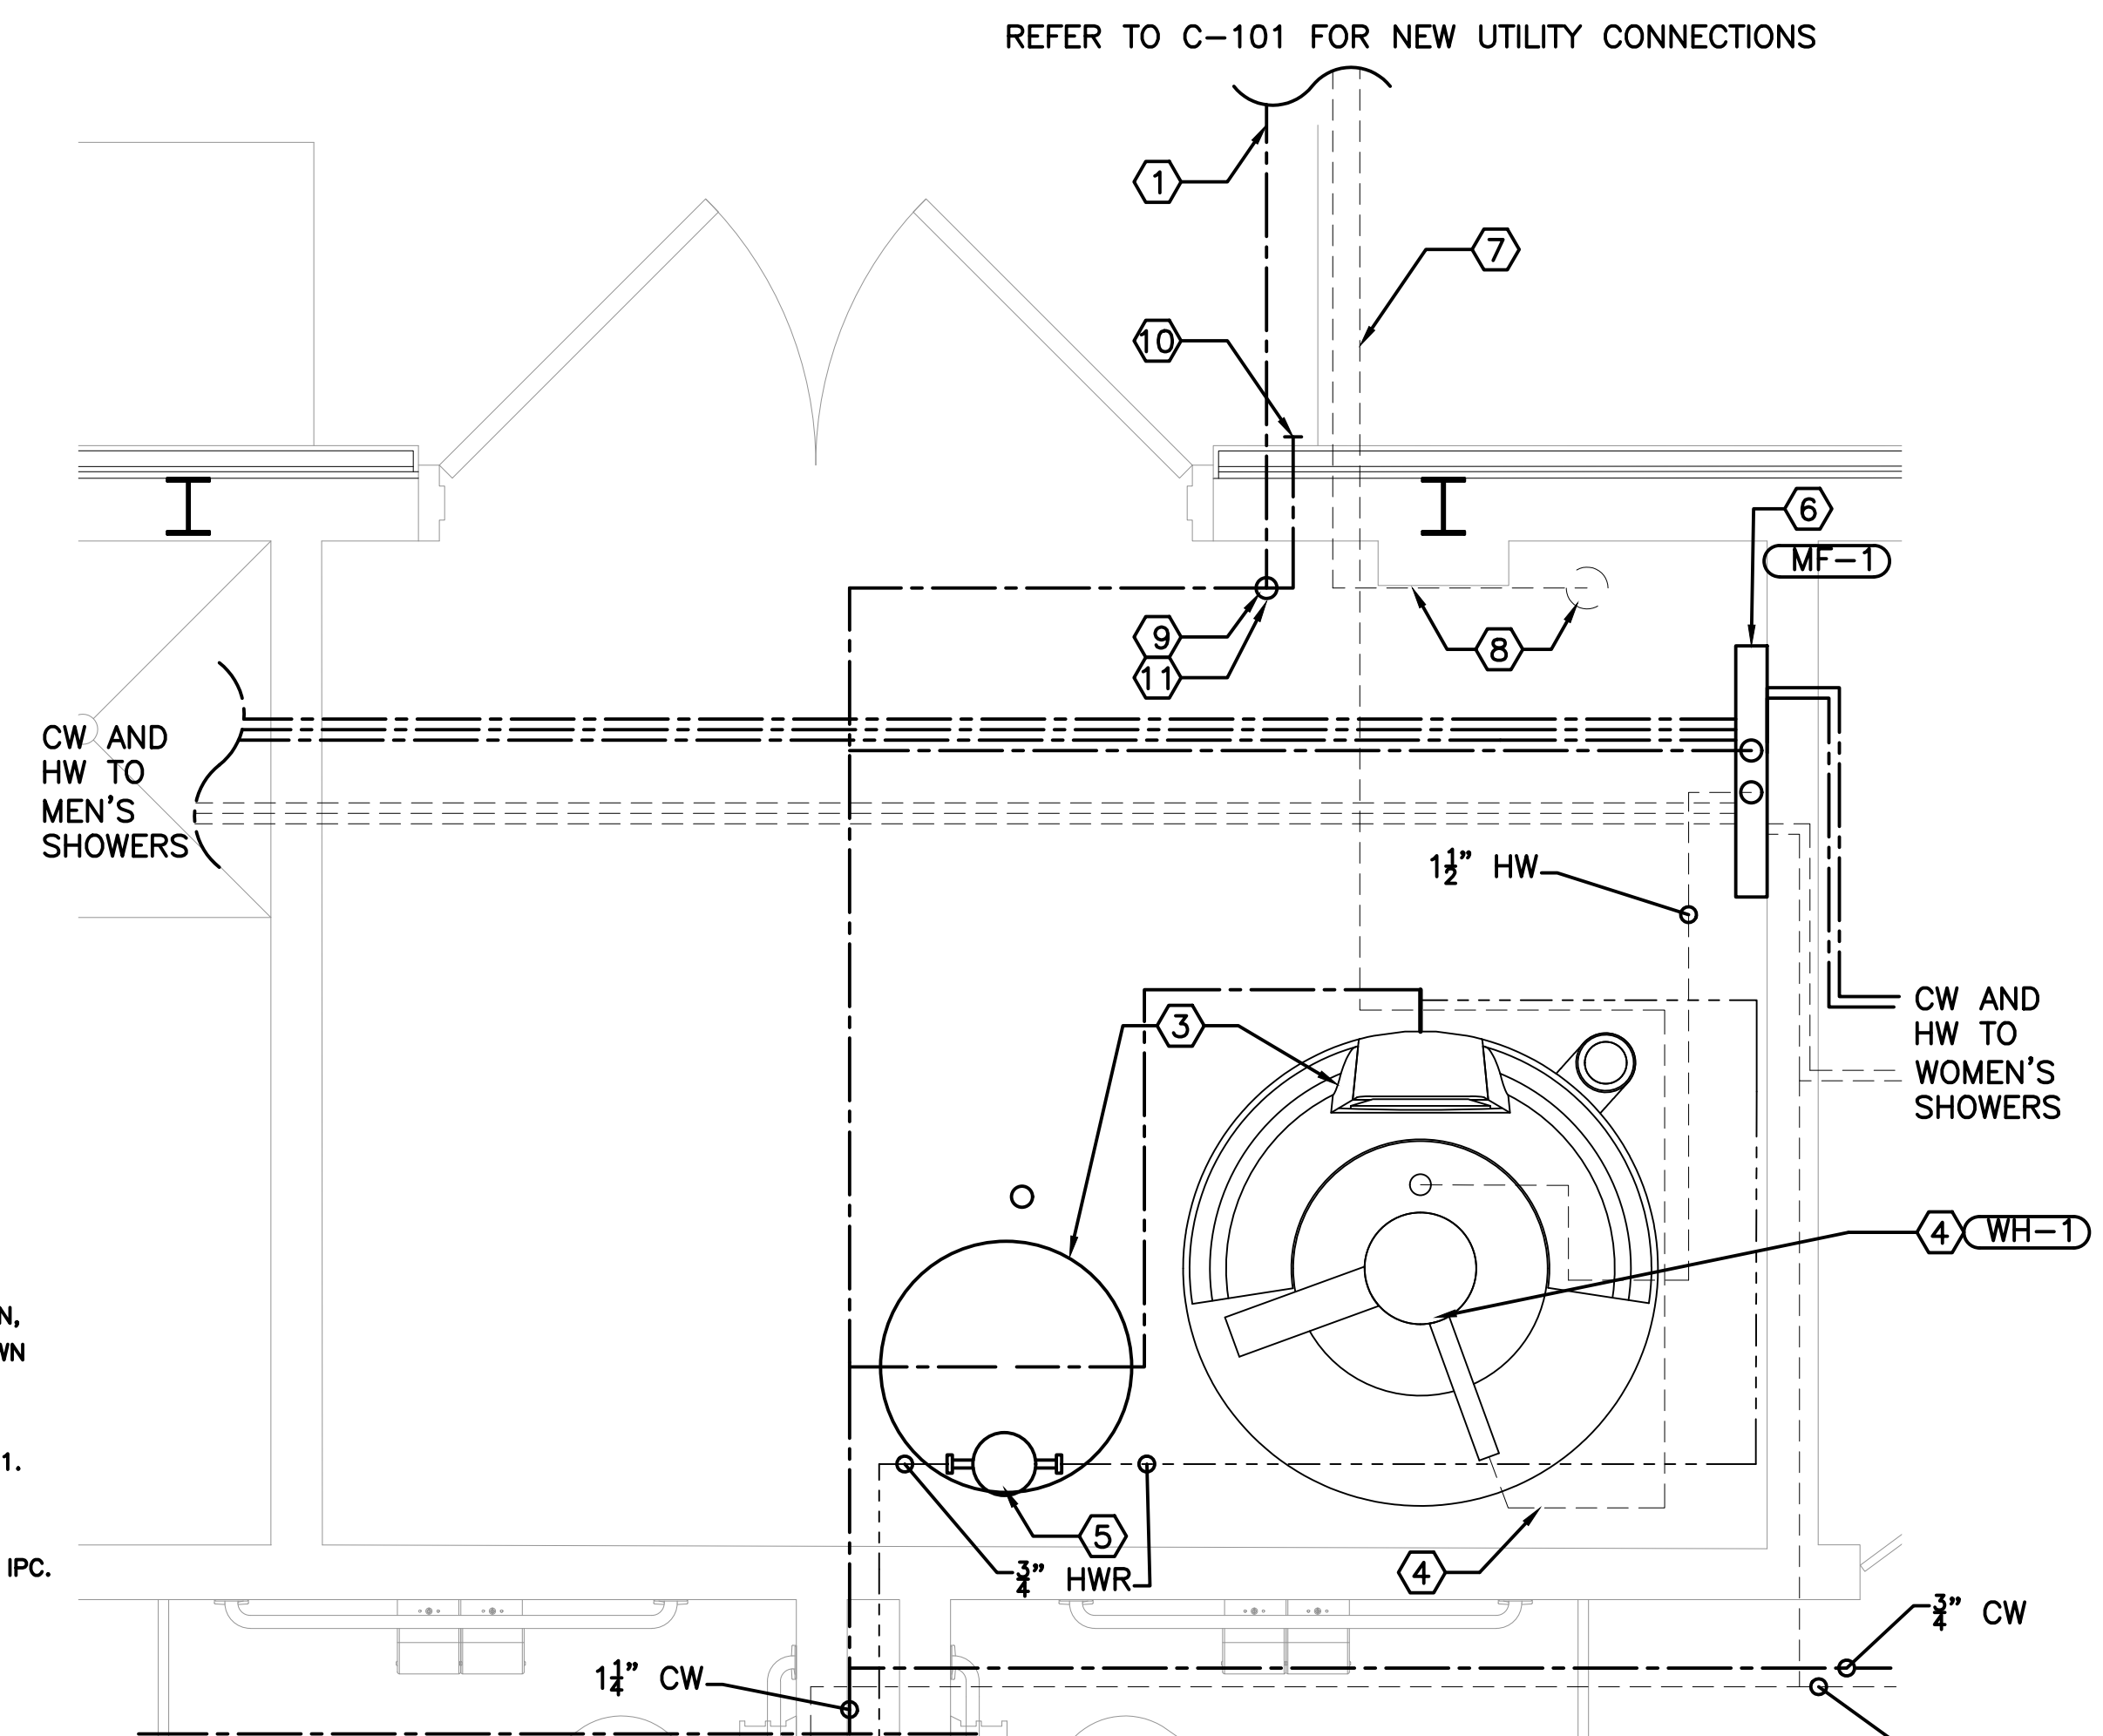 REFER TO C-101 FOR NEW UTILITY CONNECTIONS
1
7
10
6
MF-1
9
8
11
CW AND
HW TO
MEN'S
SHOWERS
1½" HW
3
CW AND
HW TO
WOMEN'S
SHOWERS
4 WH-1
N,
WN
1.
5
IPC.
¾" HWR
4
¾" CW
1¼" CW